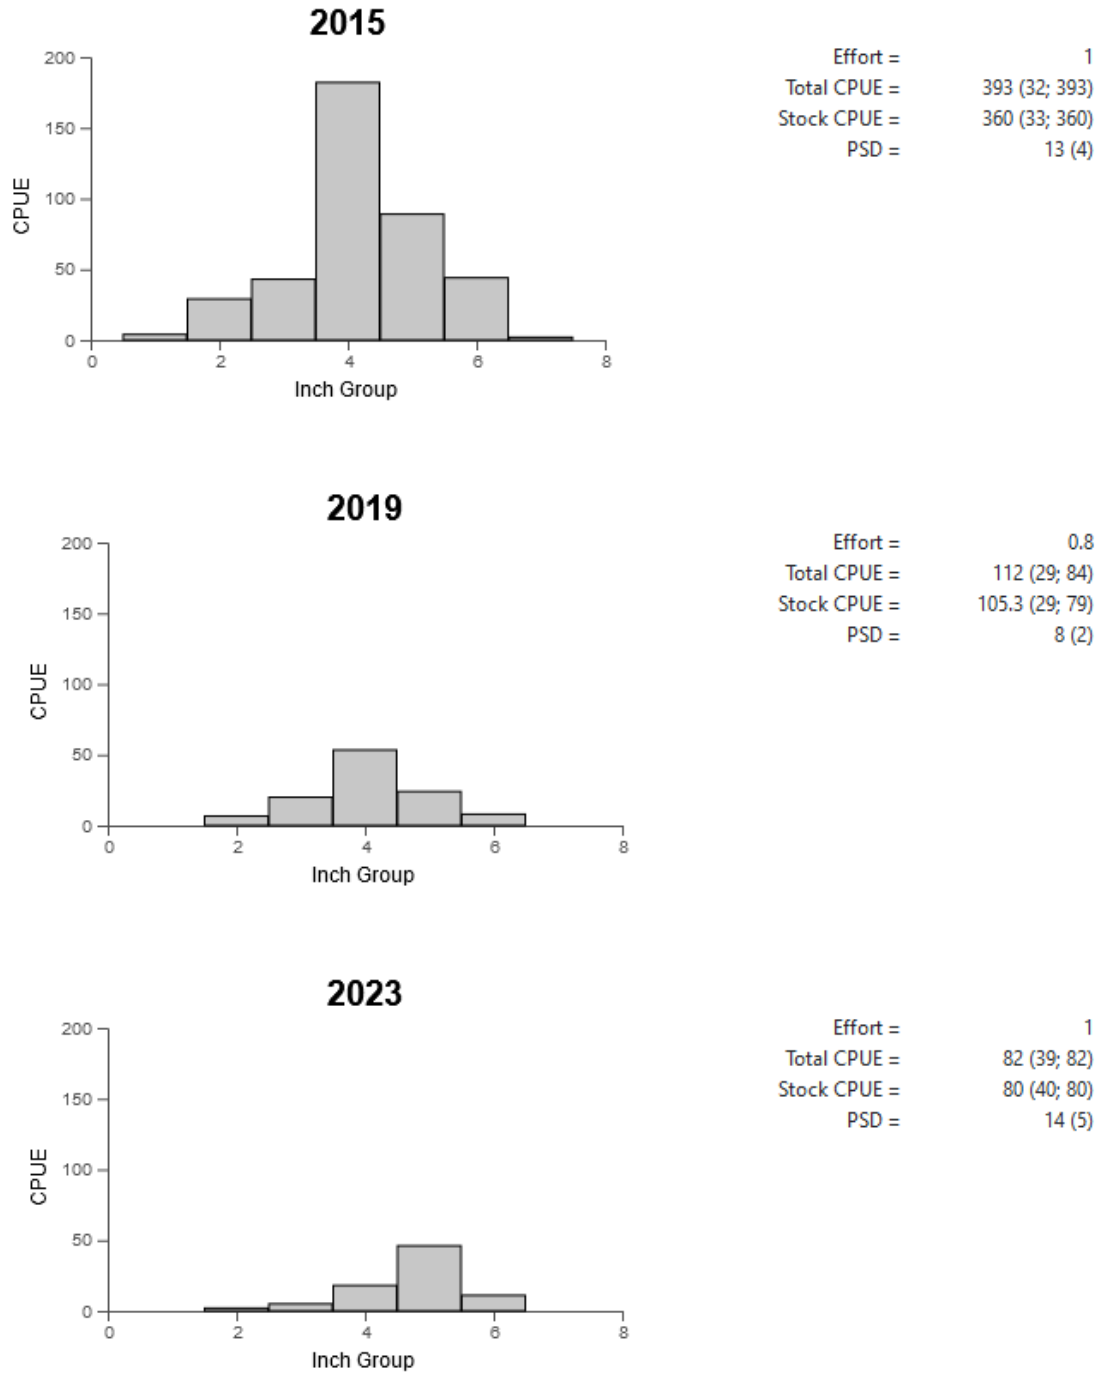 2015
Effort = 1
Total CPUE = 393 (32; 393)
Stock CPUE = 360 (33; 360)
PSD = 13 (4)
200
150
100
50
0
CPUE
0 2 4 6 8
Inch Group
2019
Effort = 0.8
Total CPUE = 112 (29; 84)
Stock CPUE = 105.3 (29; 79)
PSD = 8 (2)
200
150
100
50
0
CPUE
0 2 4 6 8
Inch Group
2023
Effort = 1
Total CPUE = 82 (39; 82)
Stock CPUE = 80 (40; 80)
PSD = 14 (5)
200
150
100
50
0
CPUE
0 2 4 6 8
Inch Group